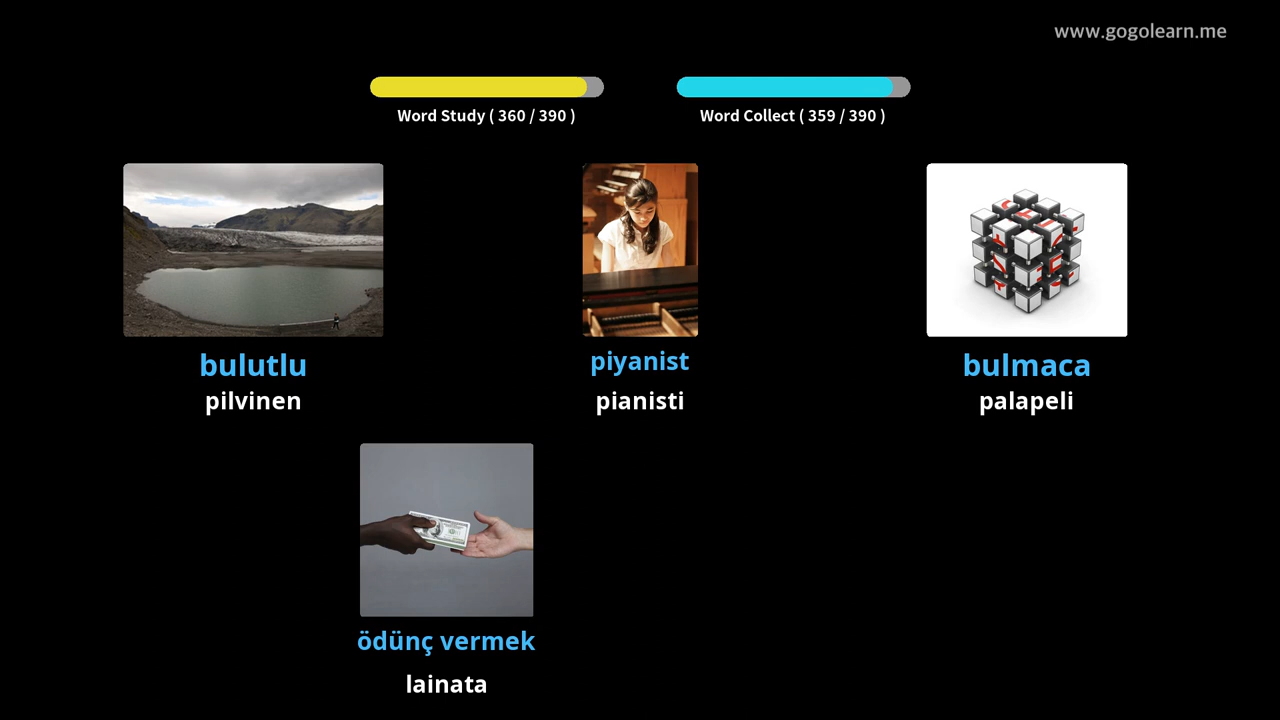 www.gogolearn.me
Word Study ( 360 / 390 )
Word Collect ( 359 / 390 )
bulutlu
pilvinen
piyanist
pianisti
bulmaca
palapeli
ödünç vermek
lainata